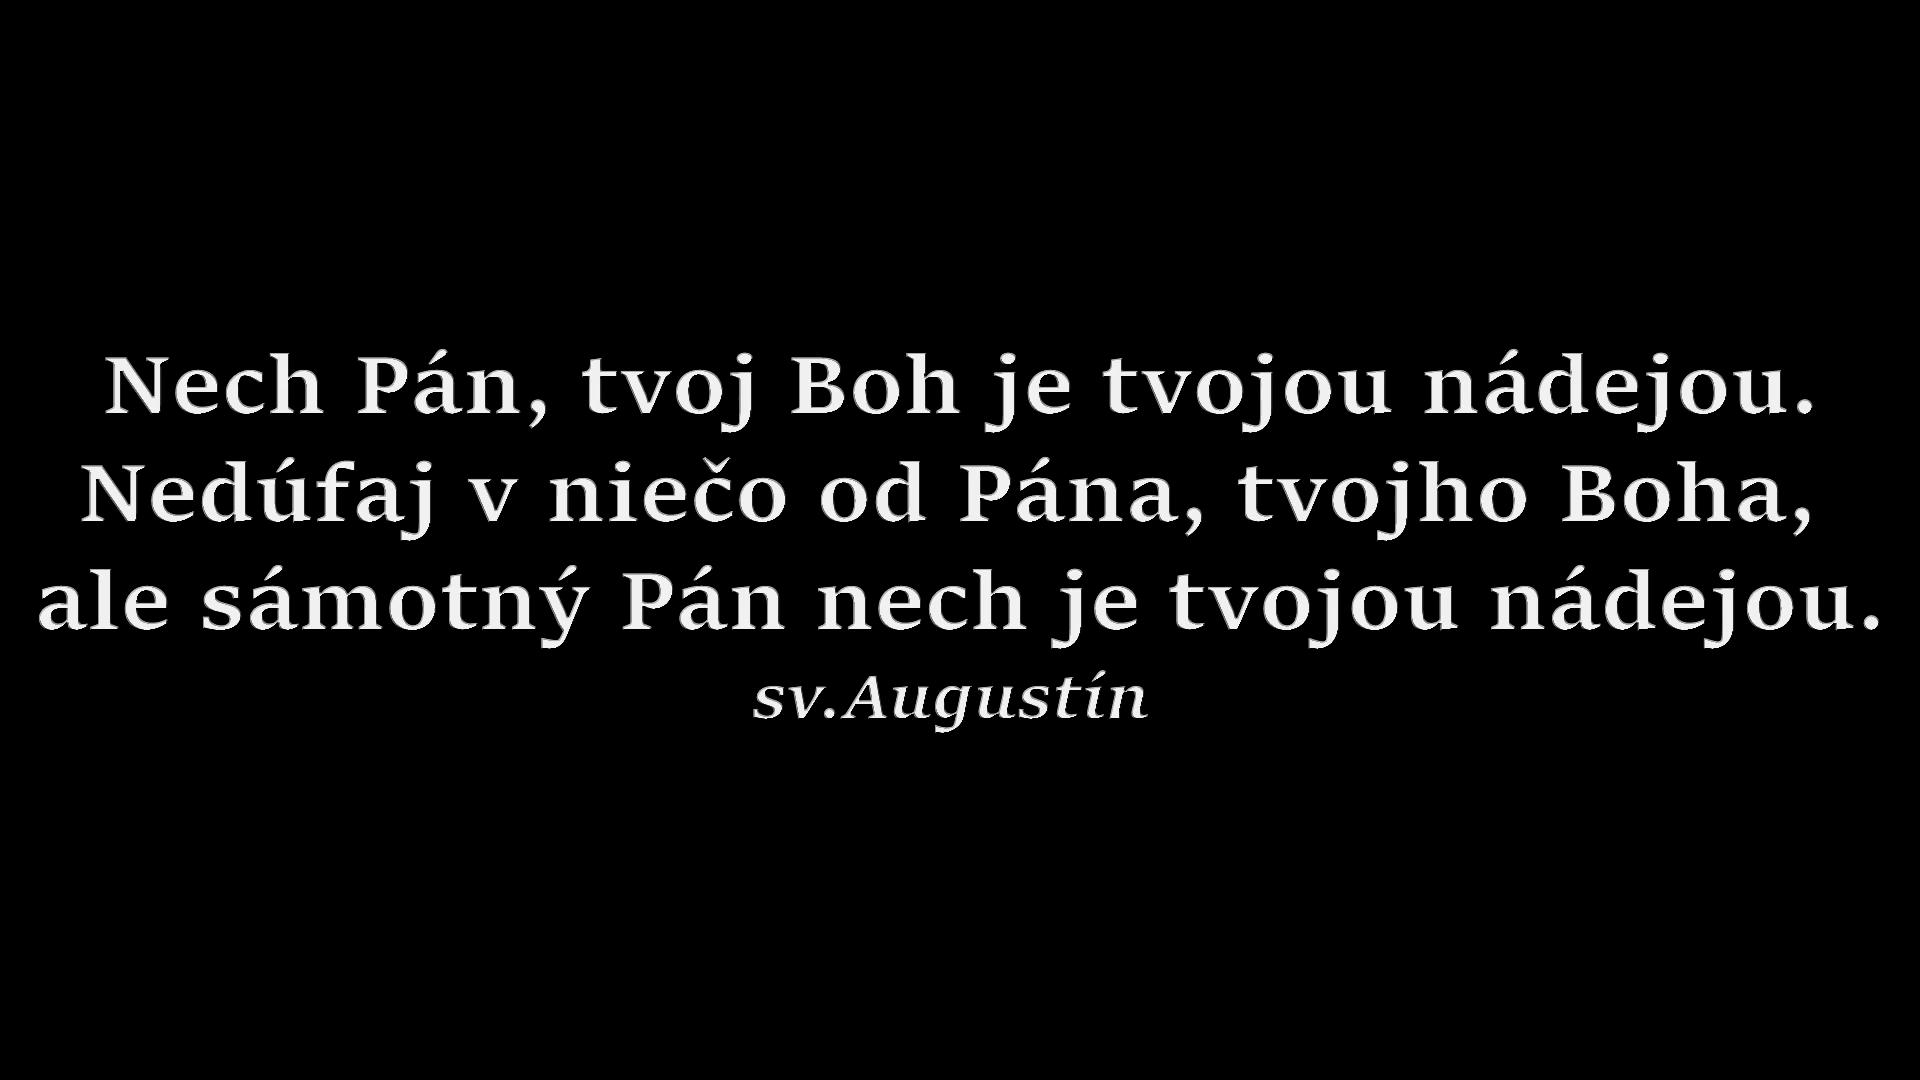 Nech Pán, tvoj Boh je tvojou nádejou.
Nedúfaj v niečo od Pána, tvojho Boha,
ale sámotný Pán nech je tvojou nádejou.
sv.Augustín